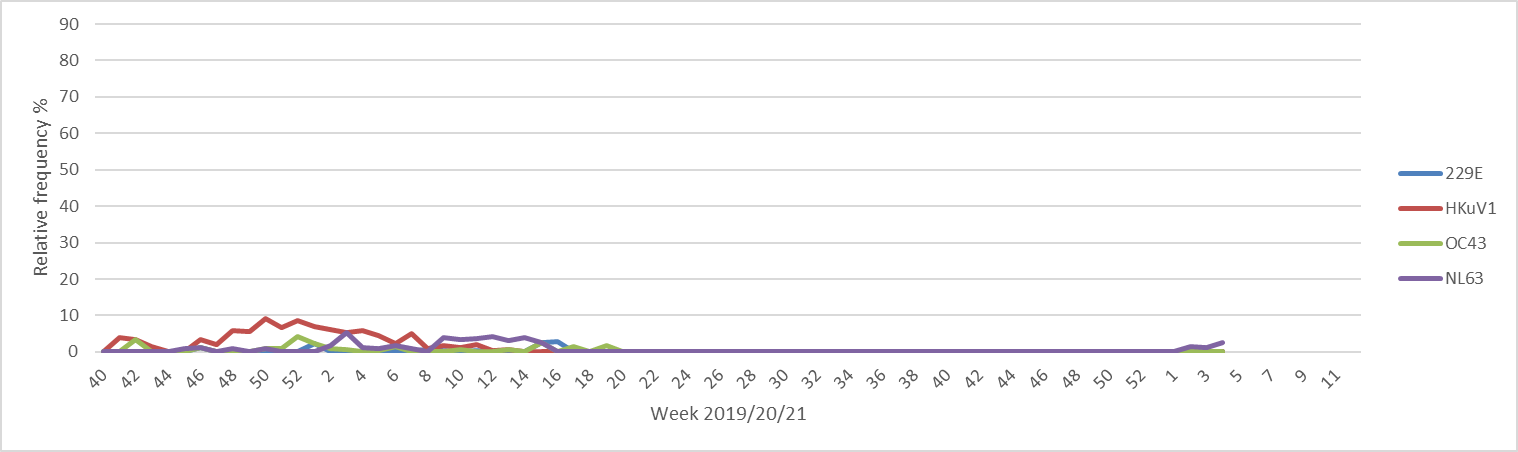 90
80
70
60
50
40
30
20
10
0
Relative frequency %
40 42 44 46 48 50 52 2 4 6 8 10 12 14 16 18 20 22 24 26 28 30 32 34 36 38 40 42 44 46 48 50 52 1 3 5 7 9 11
Week 2019/20/21
229E
HKuV1
OC43
NL63